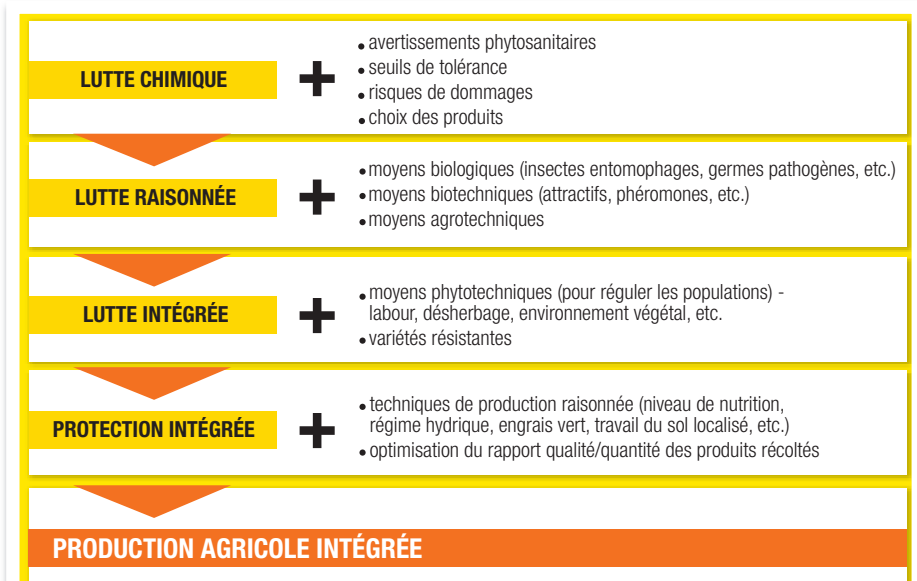 LUTTE CHIMIQUE
+
• avertissements phytosanitaires
• seuils de tolérance
• risques de dommages
• choix des produits
LUTTE RAISONNÉE
+
• moyens biologiques (insectes entomophages, germes pathogènes, etc.)
• moyens biotechniques (attractifs, phéromones, etc.)
• moyens agrotechniques
LUTTE INTÉGRÉE
+
• moyens phytotechniques (pour réguler les populations) -
labour, désherbage, environnement végétal, etc.
• variétés résistantes
PROTECTION INTÉGRÉE
+
• techniques de production raisonnée (niveau de nutrition,
régime hydrique, engrais vert, travail du sol localisé, etc.)
• optimisation du rapport qualité/quantité des produits récoltés
PRODUCTION AGRICOLE INTÉGRÉE